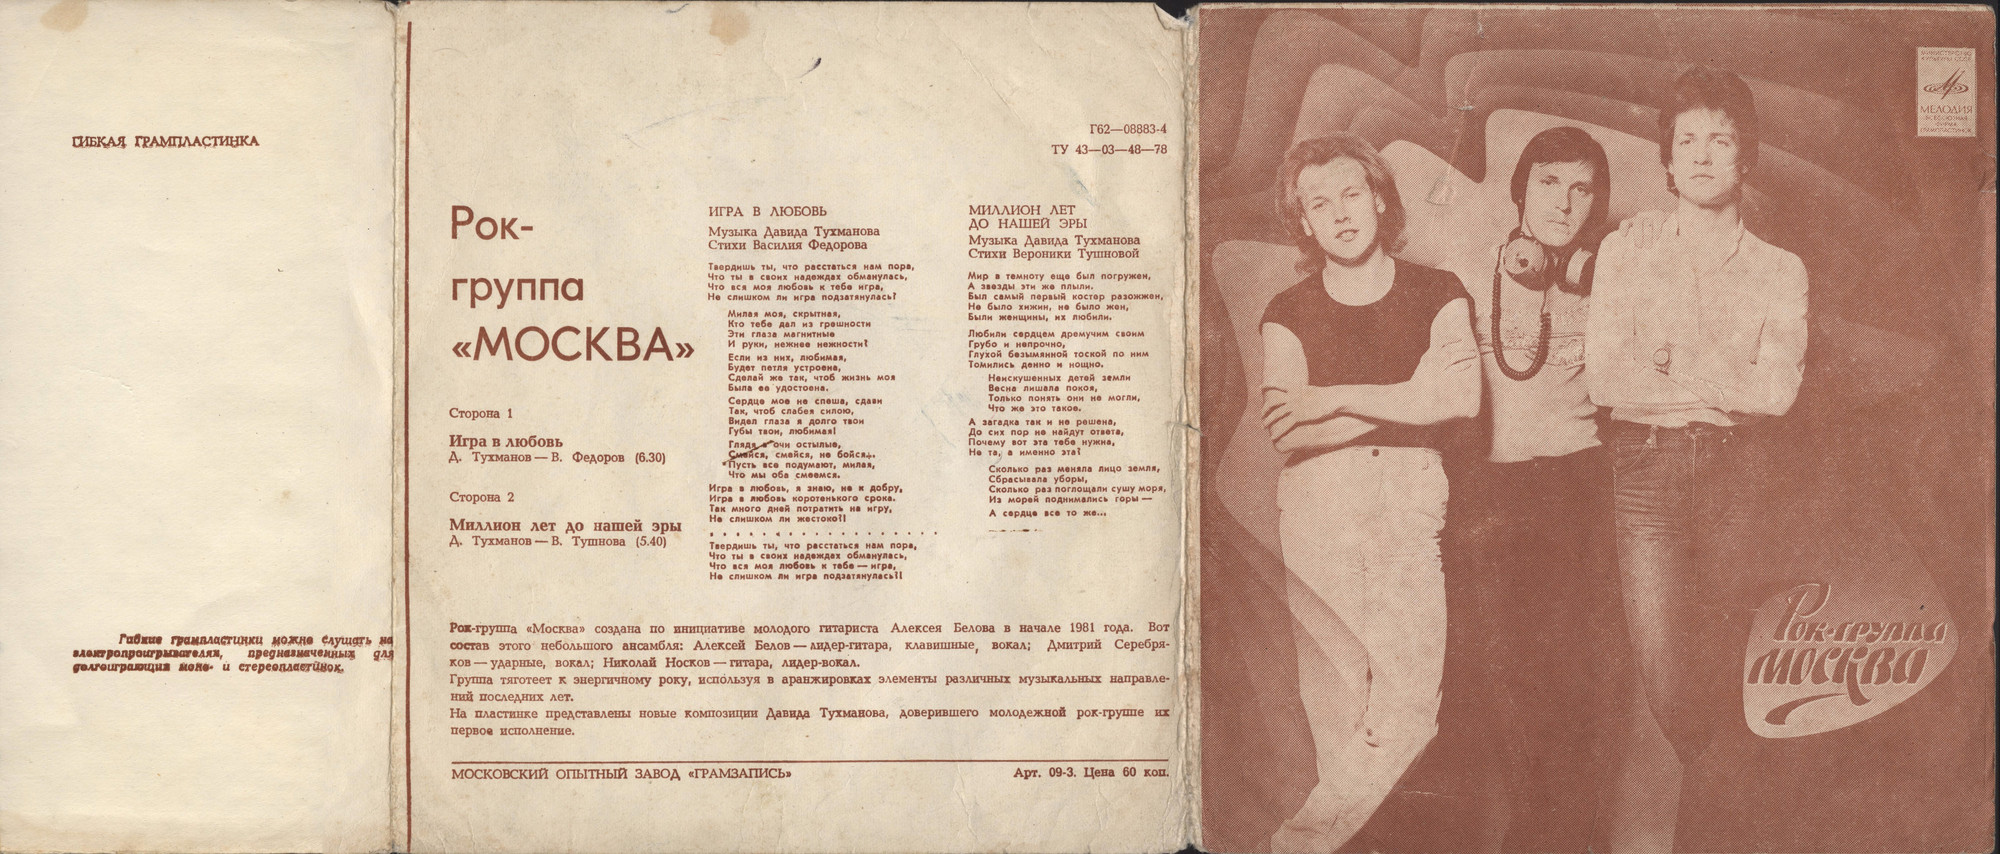 ГИБКАЯ ГРАМПЛАСТИНКА
Гибкие грампластинки можно слушать на
электропроигрывателях, предназначенных для
долгоиграющих моно- и стереопластинок.
Г62—08883-4
ТУ 43—03—48—78
Рок-
группа
«МОСКВА»
Сторона 1
Игра в любовь
Д. Тухманов — В. Федоров (6.30)
Сторона 2
Миллион лет до нашей эры
Д. Тухманов — В. Тушнова (5.40)
ИГРА В ЛЮБОВЬ
Музыка Давида Тухманова
Стихи Василия Федорова
Твердишь ты, что расстаться нам пора,
Что ты в своих надеждах обманулась,
Что вся моя любовь к тебе игра,
Не слишком ли игра подзатянулась?
Милая моя, скрытная,
Кто тебе дал из грешности
Эти глаза магнитные
И руки, нежнее нежности?
Если из них, любимая,
Будет петля устроена,
Сделай же так, чтоб жизнь моя
Была ее удостоена.
Сердце мое не спеша, сдави
Так, чтоб слабея силою,
Видел глаза я долго твои
Губы твои, любимая!
Глядя в очи остылые,
Смейся, смейся, не бойся,
Пусть все подумают, милая,
Что мы оба смеемся.
Игра в любовь, я знаю, не к добру,
Игра в любовь коротенького срока.
Так много дней потратить на игру,
Не слишком ли жестоко?!
. . . . . . . . . . . . . . . . . .
Твердишь ты, что расстаться нам пора,
Что ты в своих надеждах обманулась,
Что вся моя любовь к тебе — игра,
Не слишком ли игра подзатянулась?!
МИЛЛИОН ЛЕТ
ДО НАШЕЙ ЭРЫ
Музыка Давида Тухманова
Стихи Вероники Тушновой
Мир в темноту еще был погружен,
А звезды эти же плыли.
Был самый первый костер разожжен,
Не было хижин, не было жен,
Были женщины, их любили.
Любили сердцем дремучим своим
Грубо и непрочно,
Глухой безымянной тоской по ним
Томились денно и нощно.
Неискушенных детей земли
Весна лишала покоя,
Только понять они не могли,
Что же это такое.
А загадка так и не решена,
До сих пор не найдут ответа,
Почему вот эта тебе нужна,
Не та, а именно эта?
Сколько раз меняла лицо земля,
Сбрасывала уборы,
Сколько раз поглощали сушу моря,
Из морей поднимались горы —
А сердце все то же...
Рок-группа «Москва» создана по инициативе молодого гитариста Алексея Белова в начале 1981 года. Вот
состав этого небольшого ансамбля: Алексей Белов — лидер-гитара, клавишные, вокал; Дмитрий Серебря-
ков — ударные, вокал; Николай Носков — гитара, лидер-вокал.
Группа тяготеет к энергичному року, используя в аранжировках элементы различных музыкальных направле-
ний последних лет.
На пластинке представлены новые композиции Давида Тухманова, доверившего молодежной рок-группе их
первое исполнение.
МОСКОВСКИЙ ОПЫТНЫЙ ЗАВОД «ГРАМЗАПИСЬ»
Арт. 09-3. Цена 60 коп.
МИНИСТЕРСТВО
КУЛЬТУРЫ СССР
МЕЛОДИЯ
ВСЕСОЮЗНАЯ
ФИРМА
ГРАМПЛАСТИНОК
Рок-группа
МОСКВА